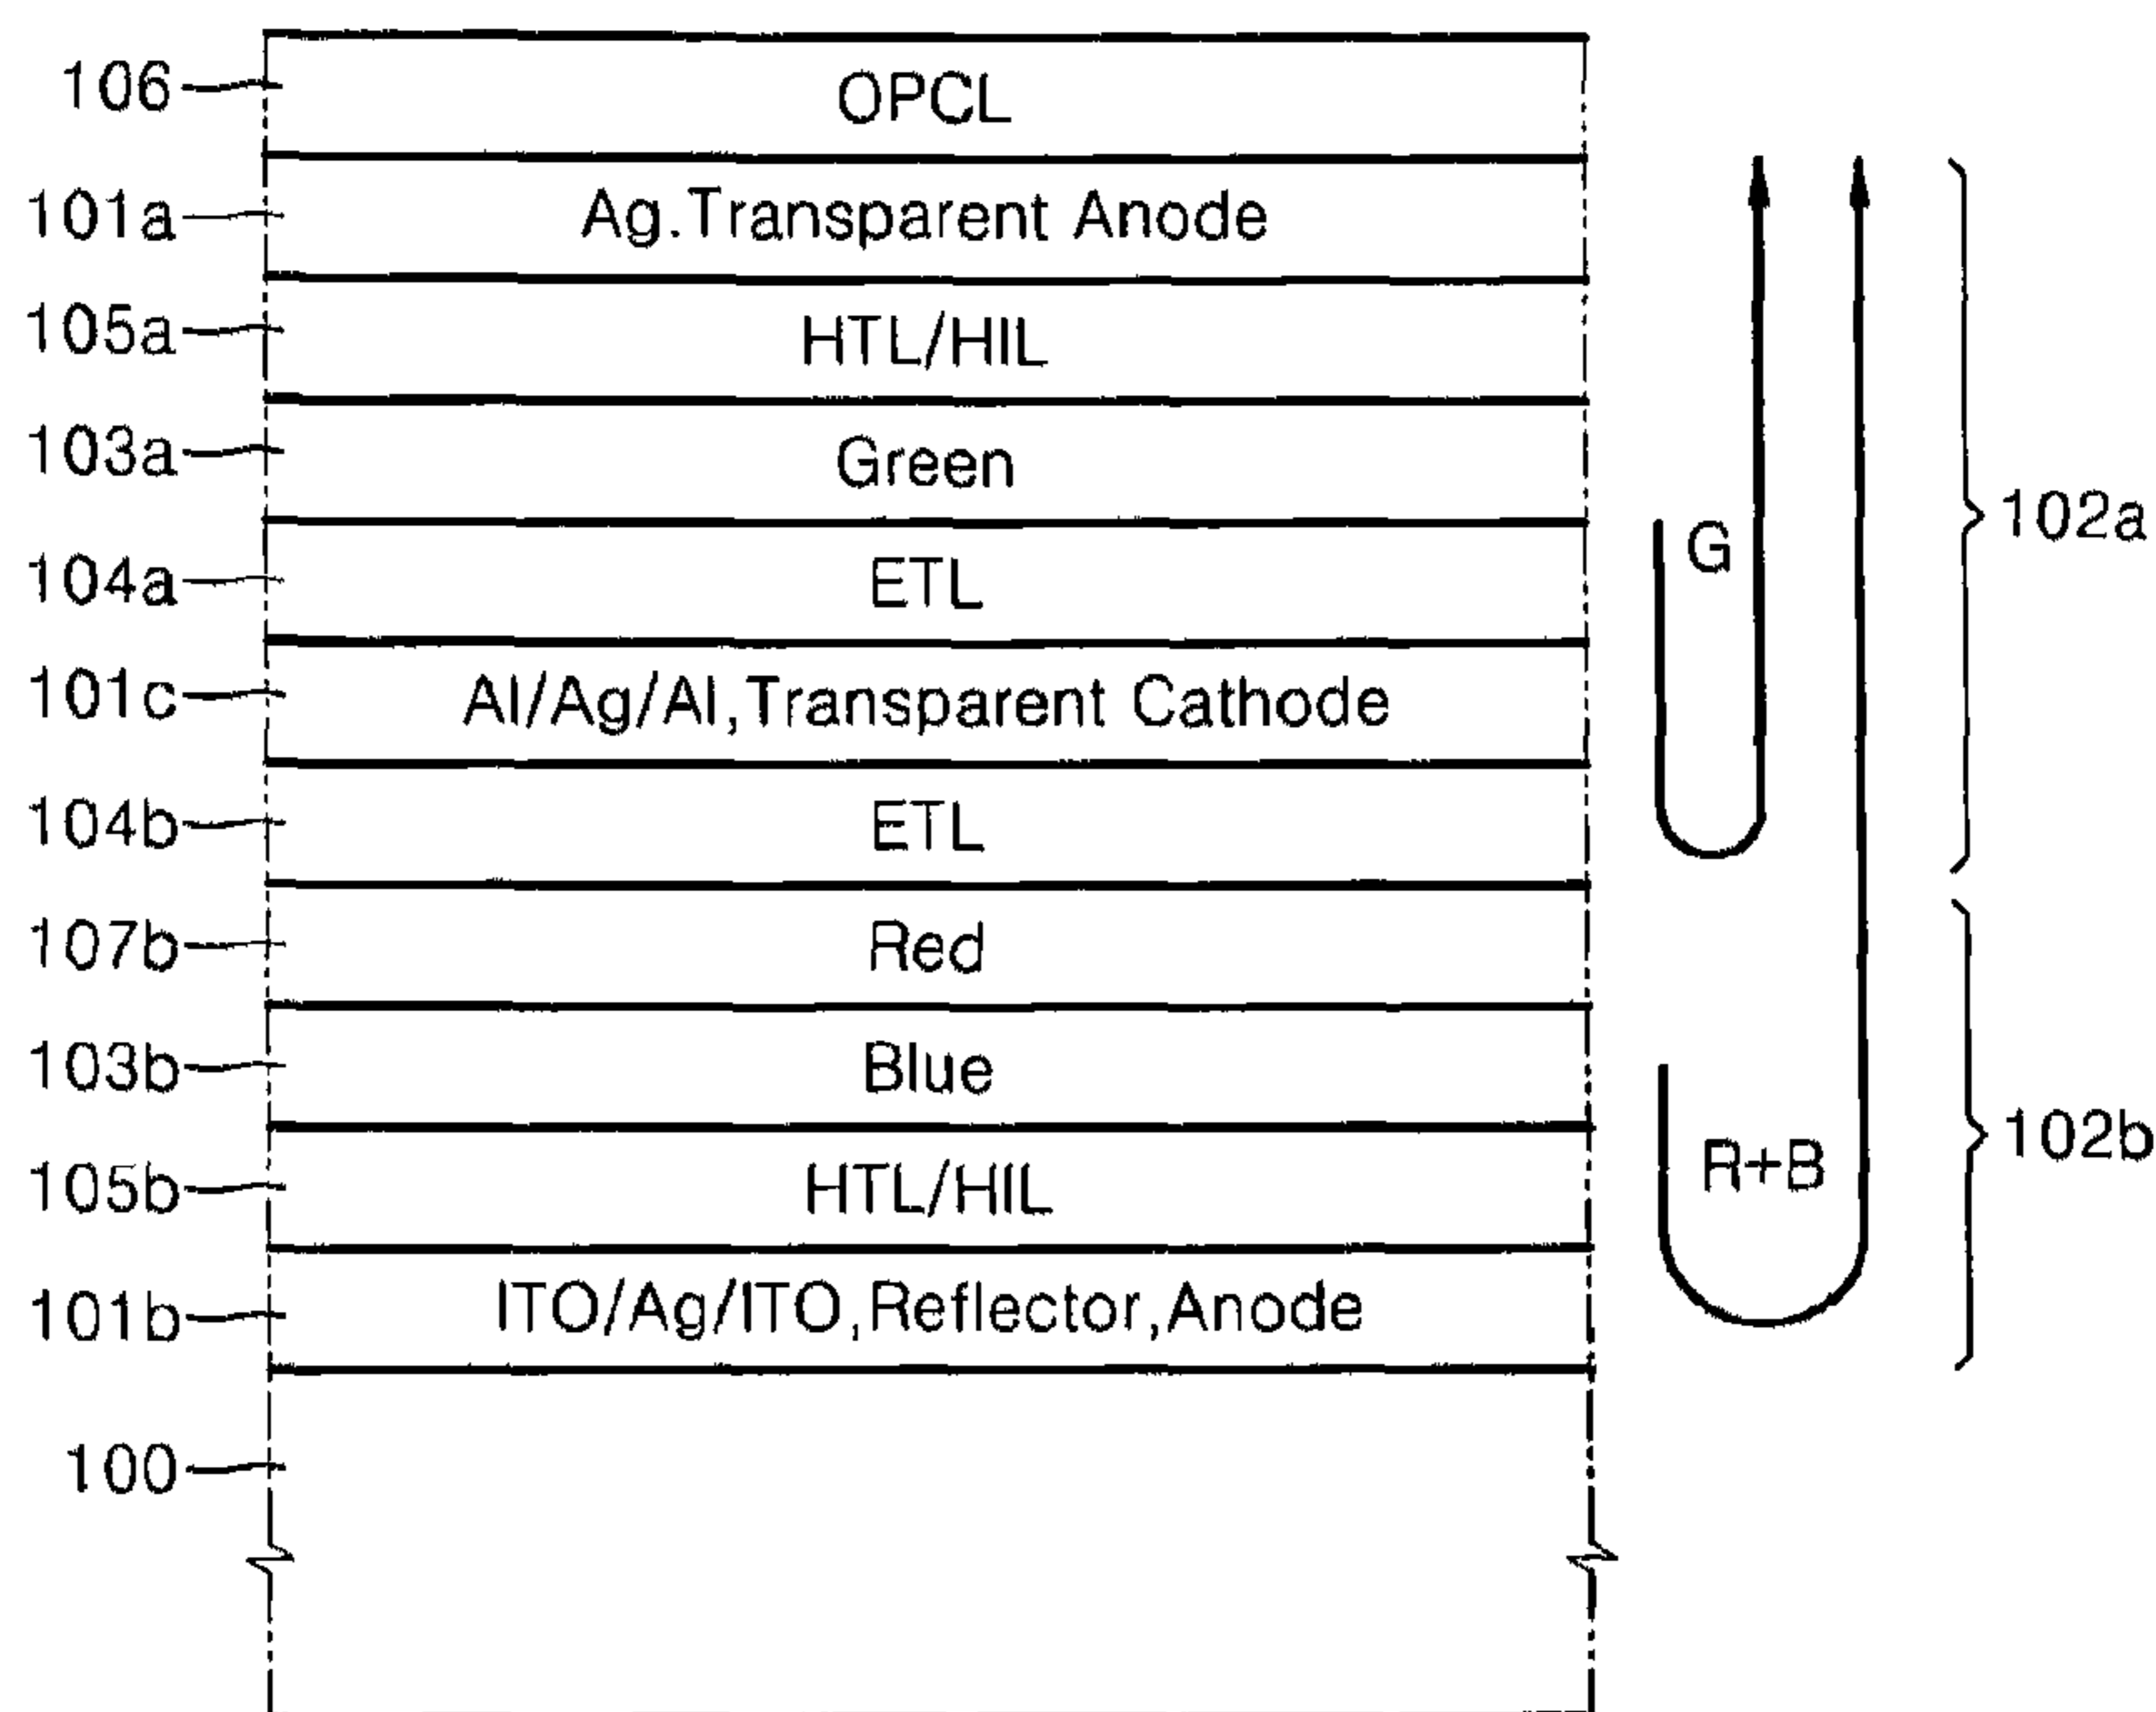 106 OPCL
101a Ag.Transparent Anode
105a HTL/HIL
103a Green
104a ETL
G
102a
101c Al/Ag/Al,Transparent Cathode
104b ETL
107b Red
103b Blue
R+B
102b
105b HTL/HIL
101b ITO/Ag/ITO,Reflector,Anode
100